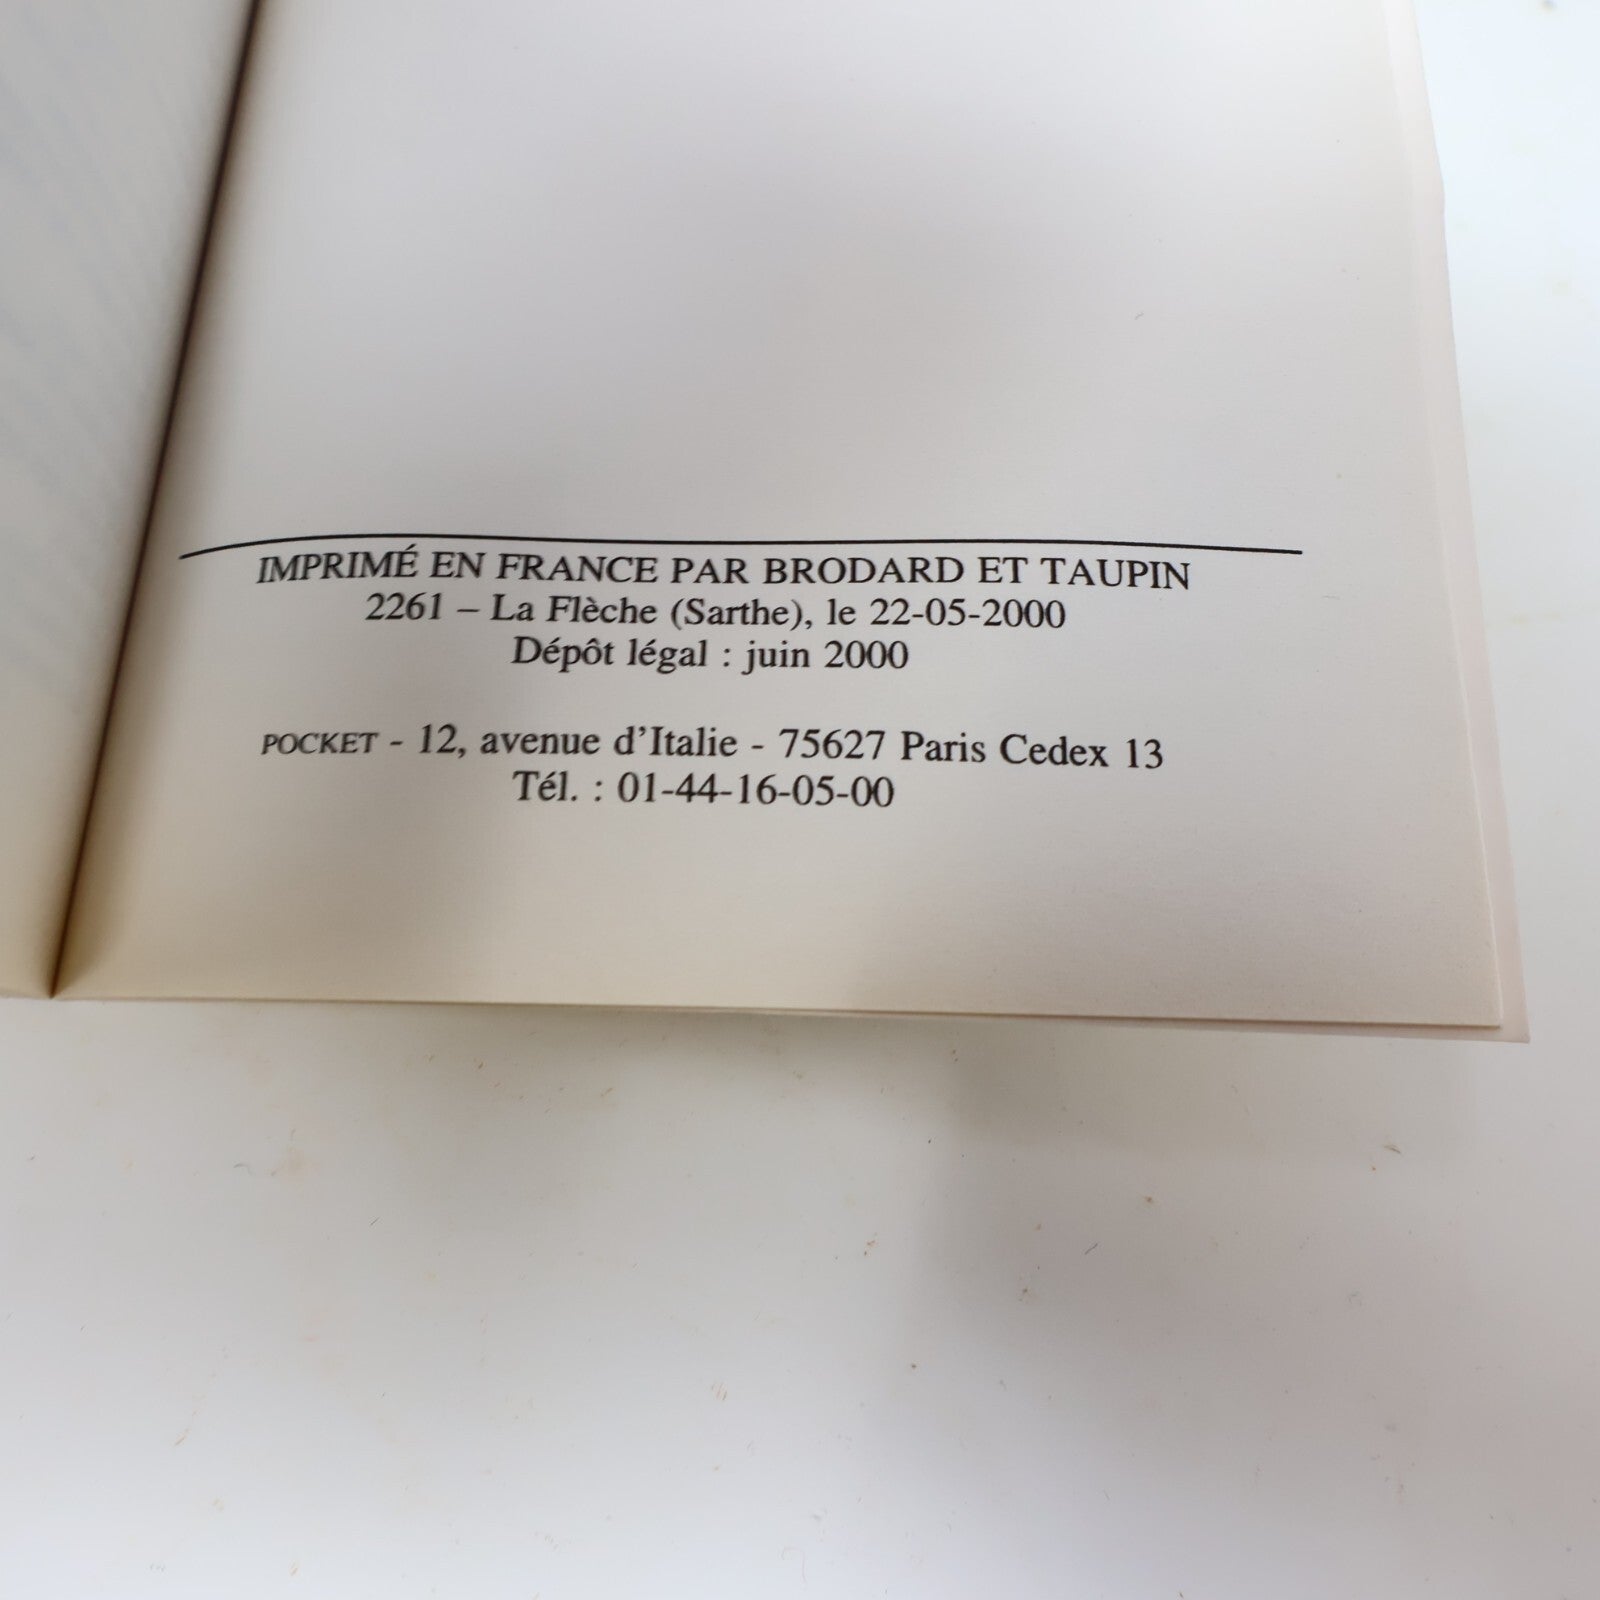 IMPRIMÉ EN FRANCE PAR BRODARD ET TAUPIN
2261 – La Flèche (Sarthe), le 22-05-2000
Dépôt légal : juin 2000
POCKET - 12, avenue d'Italie - 75627 Paris Cedex 13
Tél. : 01-44-16-05-00